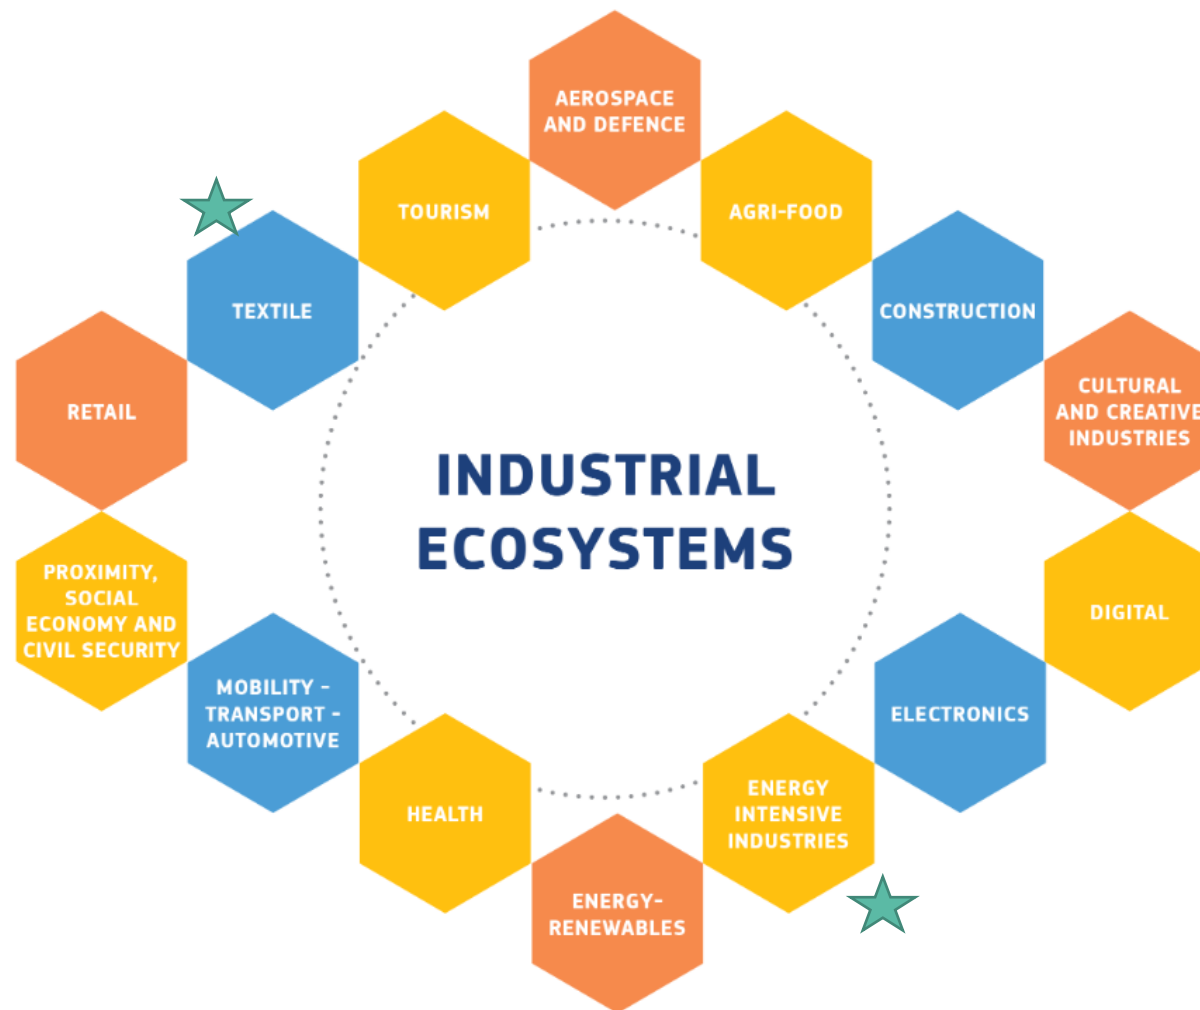 AEROSPACE
AND DEFENCE
TOURISM
AGRI-FOOD
TEXTILE
CONSTRUCTION
RETAIL
CULTURAL
AND CREATIVE
INDUSTRIES
INDUSTRIAL
ECOSYSTEMS
PROXIMITY,
SOCIAL
ECONOMY AND
CIVIL SECURITY
DIGITAL
MOBILITY -
TRANSPORT -
AUTOMOTIVE
ELECTRONICS
HEALTH
ENERGY
INTENSIVE
INDUSTRIES
ENERGY-
RENEWABLES